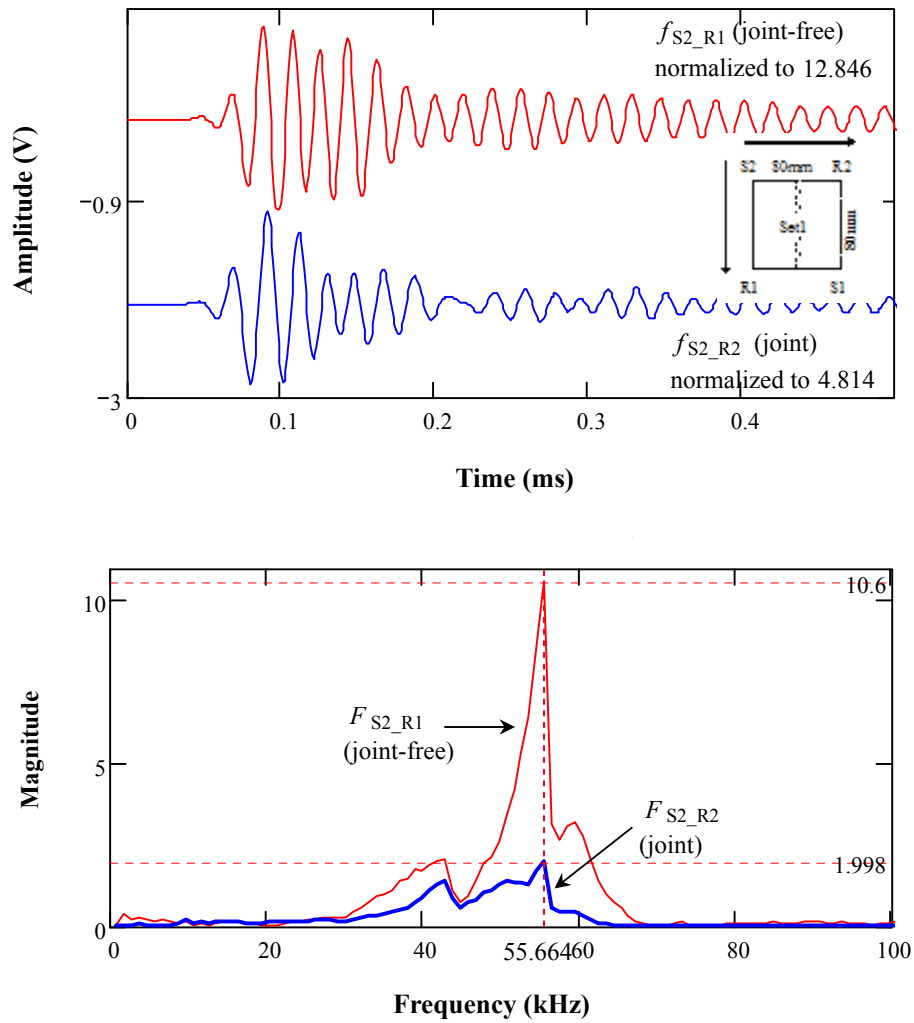 f S2_R1 (joint-free)
normalized to 12.846
Amplitude (V)
−0.9
S2 80mm R2
Set1
80mm
R1 S1
f S2_R2 (joint)
normalized to 4.814
−3
0 0.1 0.2 0.3 0.4
Time (ms)
10.6
10
F S2_R1
(joint-free)
Magnitude
5
F S2_R2
(joint)
1.998
0
0 20 40 55.664 60 80 100
Frequency (kHz)